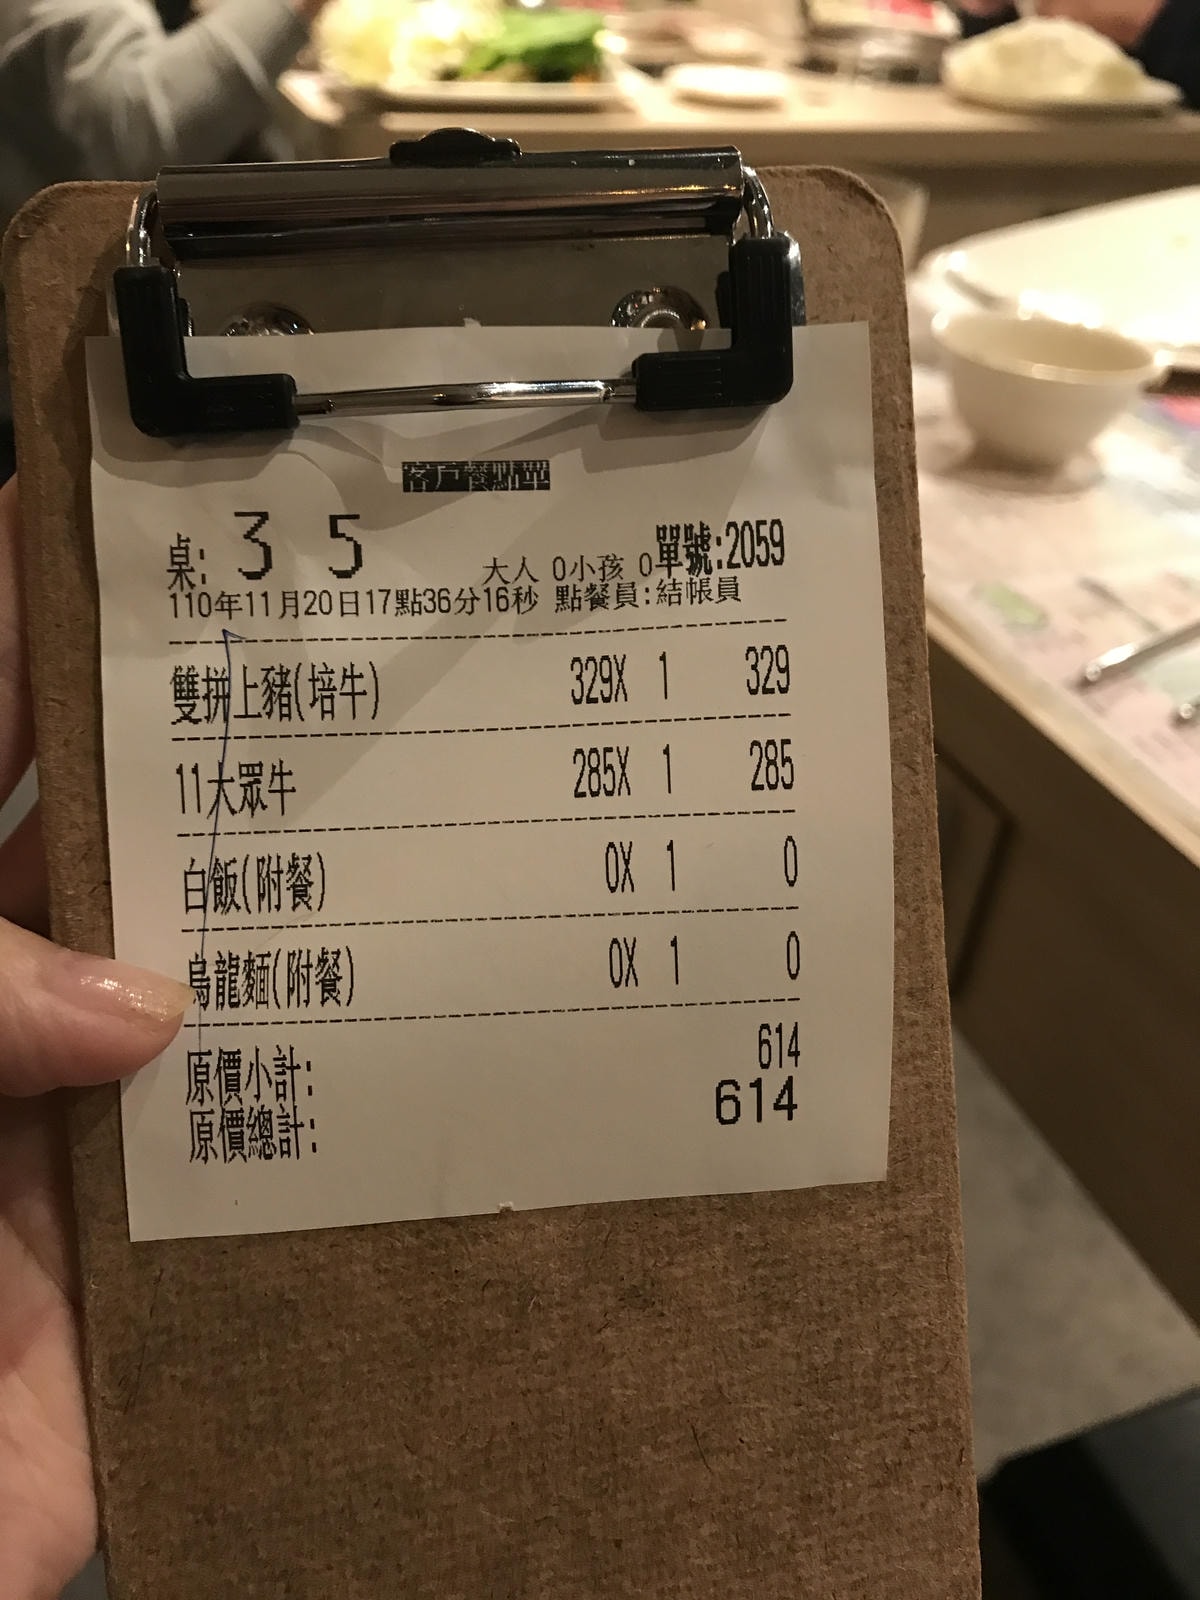 客戶餐點單
桌: 35 大人 0小孩 0單號:2059
110年11月20日17點36分16秒 點餐員:結帳員
雙拼上豬(培牛) 329X 1 329
11大眾牛 285X 1 285
白飯(附餐) 0X 1 0
烏龍麵(附餐) 0X 1 0
原價小計: 614
原價總計: 614